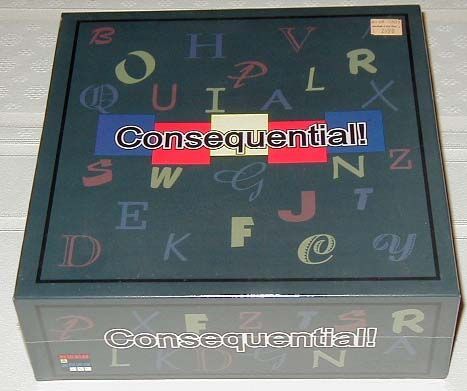 B H V
O P L R
Q U I A L X
Consequential!
S W G N Z
E J T
D K F C Y
P X F Z T S R
Consequential!
L K D G N A